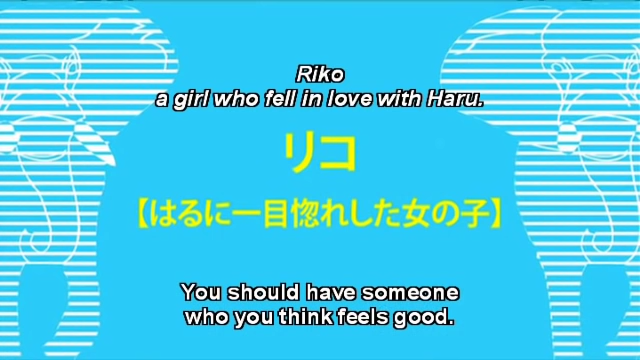 Riko
a girl who fell in love with Haru.
リコ
【はるに一目惚れした女の子】
You should have someone
who you think feels good.